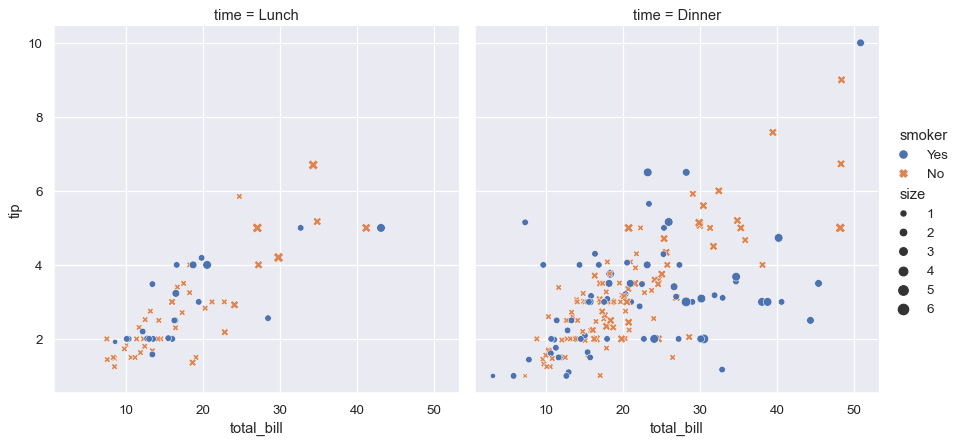 time = Lunch
time = Dinner
10
8
6
4
2
tip
10 20 30 40 50
10 20 30 40 50
total_bill
total_bill
smoker
Yes
No
size
1
2
3
4
5
6